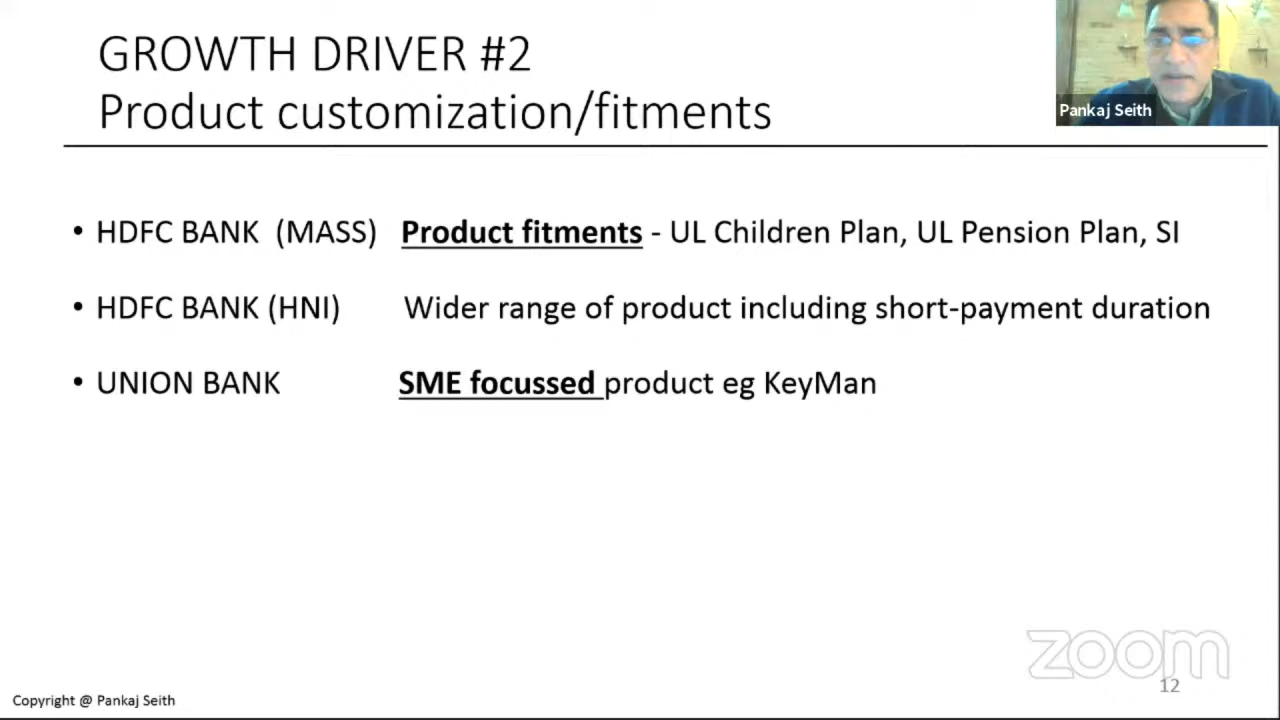 GROWTH DRIVER #2
Product customization/fitments
Pankaj Seith
• HDFC BANK (MASS) Product fitments - UL Children Plan, UL Pension Plan, SI
• HDFC BANK (HNI) Wider range of product including short-payment duration
• UNION BANK SME focussed product eg KeyMan
zoom
12
Copyright @ Pankaj Seith